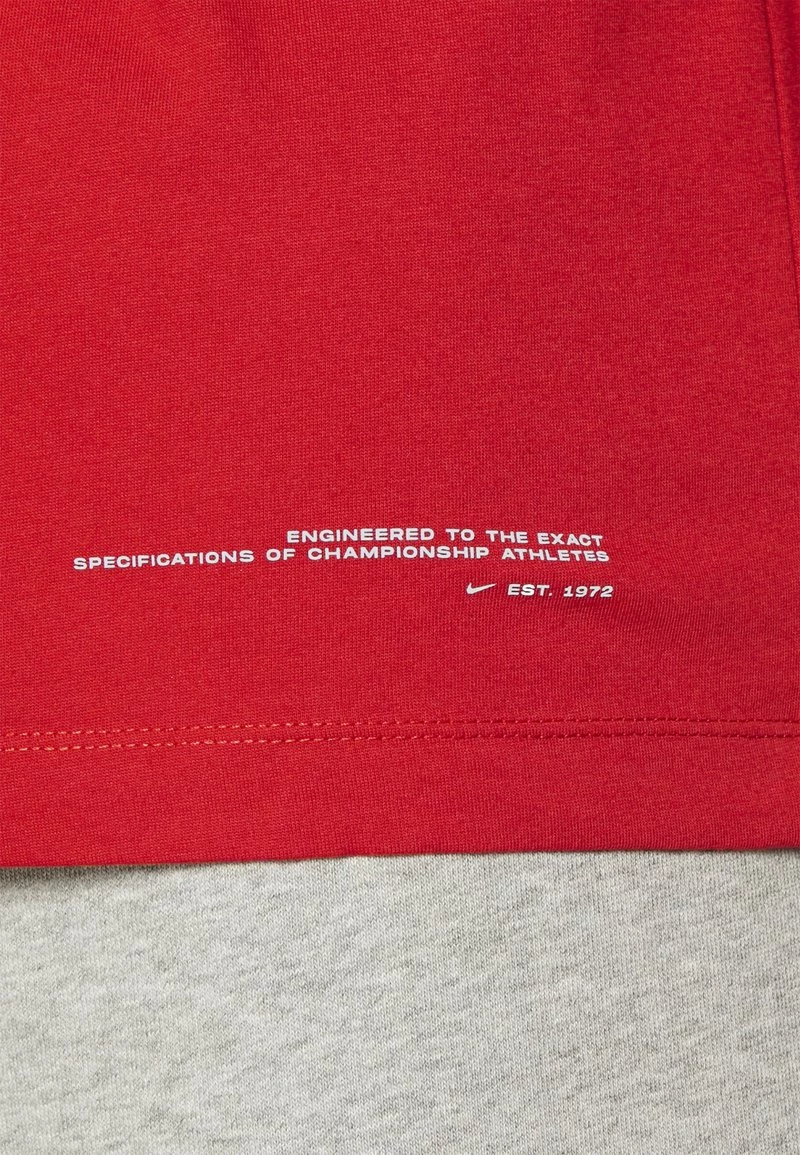 ENGINEERED TO THE EXACT
SPECIFICATIONS OF CHAMPIONSHIP ATHLETES
EST. 1972